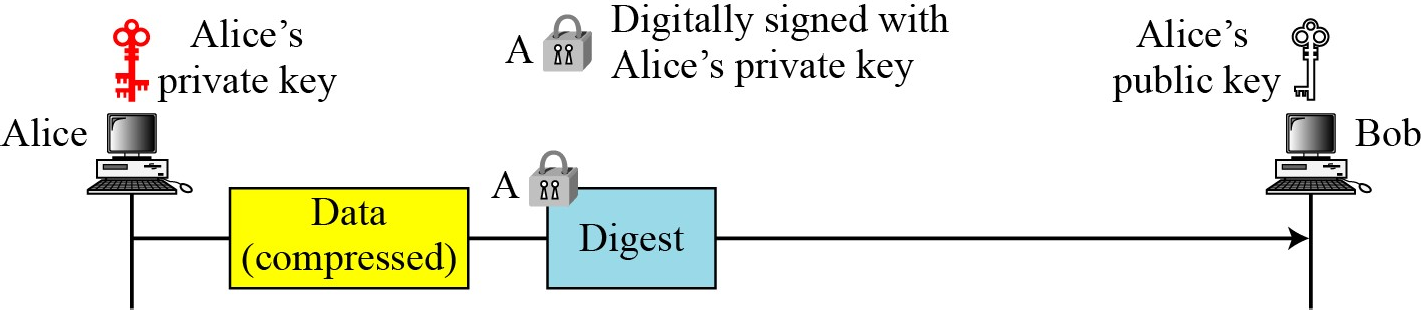 Alice's
private key
A
Digitally signed with
Alice's private key
Alice's
public key
Alice
Bob
A
Data
(compressed)
Digest